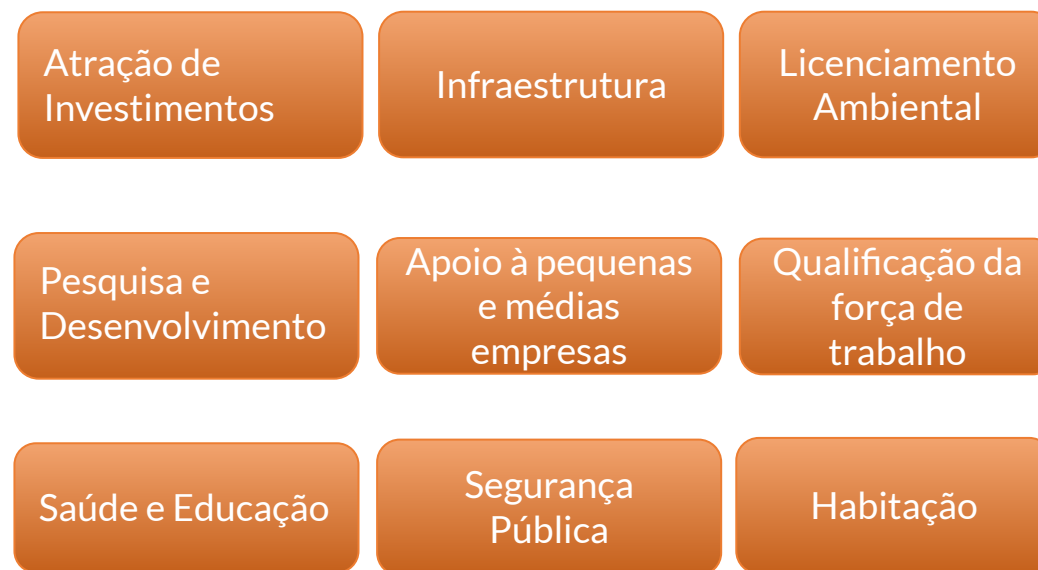 Atração de
Investimentos
Infraestrutura
Licenciamento
Ambiental
Pesquisa e
Desenvolvimento
Apoio à pequenas
e médias
empresas
Qualificação da
força de
trabalho
Saúde e Educação
Segurança
Pública
Habitação